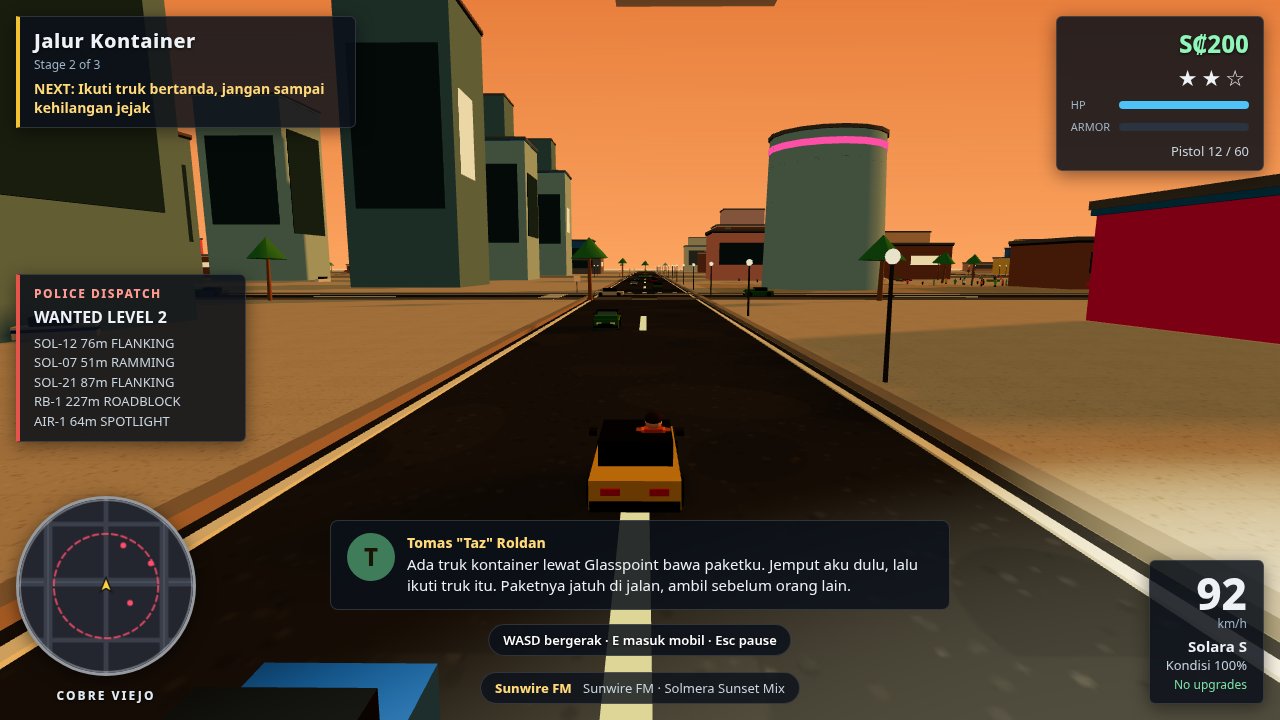 Jalur Kontainer
Stage 2 of 3
NEXT: Ikuti truk bertanda, jangan sampai
kehilangan jejak
S₡200
★ ★ ☆
HP
ARMOR
Pistol 12 / 60
POLICE DISPATCH
WANTED LEVEL 2
SOL-12 76m FLANKING
SOL-07 51m RAMMING
SOL-21 87m FLANKING
RB-1 227m ROADBLOCK
AIR-1 64m SPOTLIGHT
T
Tomas "Taz" Roldan
Ada truk kontainer lewat Glasspoint bawa paketku. Jemput aku dulu, lalu
ikuti truk itu. Paketnya jatuh di jalan, ambil sebelum orang lain.
WASD bergerak · E masuk mobil · Esc pause
Sunwire FM Sunwire FM · Solmera Sunset Mix
COBRE VIEJO
92
km/h
Solara S
Kondisi 100%
No upgrades